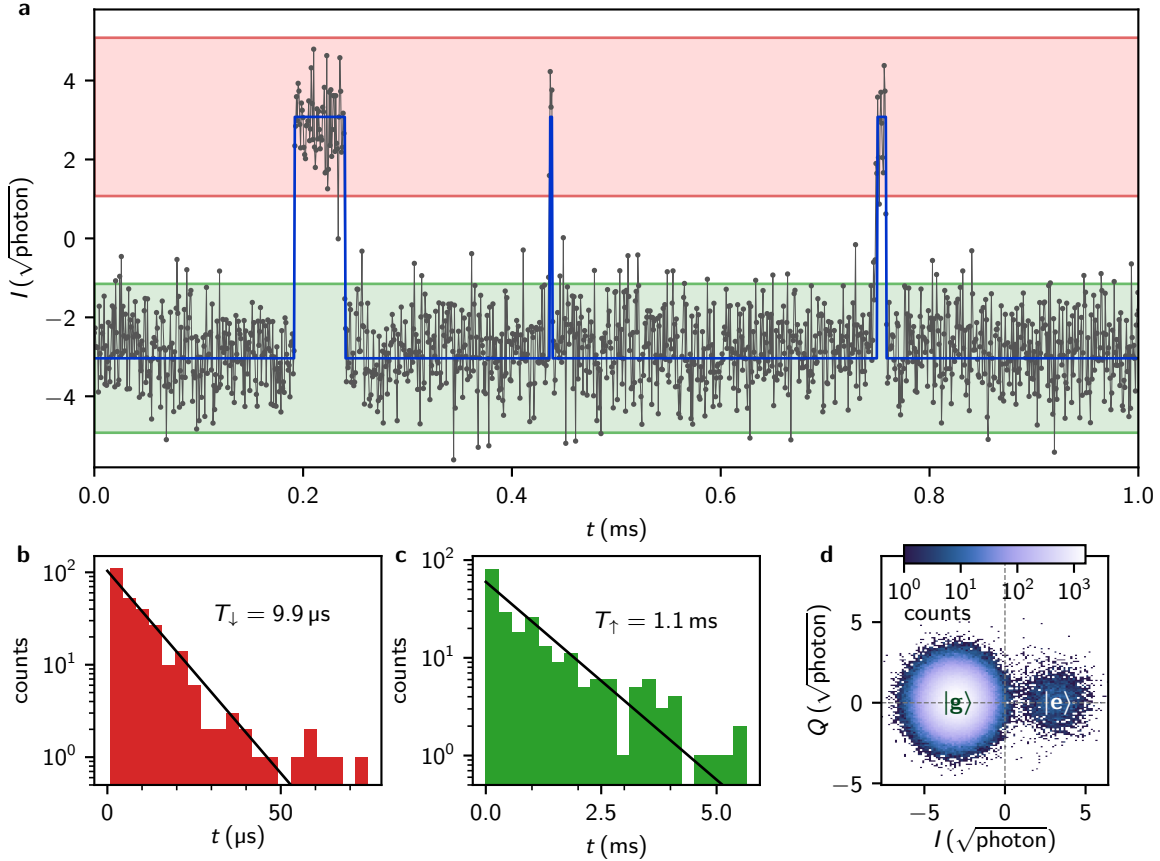 a
I (√photon)
4
2
0
−2
−4
0.0 0.2 0.4 0.6 0.8 1.0
t (ms)
b
counts
10²
10¹
10⁰
T↓ = 9.9 µs
0 50
t (µs)
c
counts
10²
10¹
10⁰
T↑ = 1.1 ms
0.0 2.5 5.0
t (ms)
d
10⁰ 10¹ 10² 10³
counts
Q (√photon)
5
0
−5
|g⟩ |e⟩
−5 0 5
I (√photon)